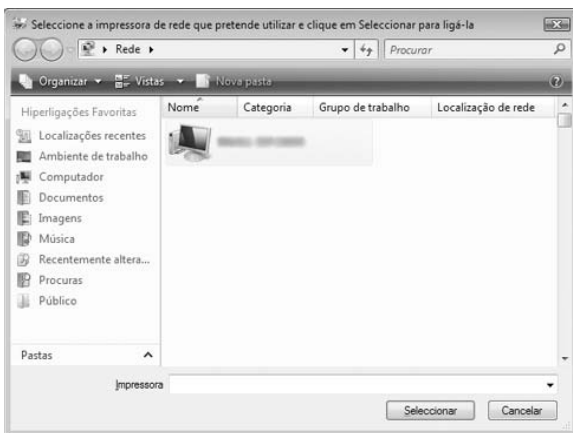 Seleccione a impressora de rede que pretende utilizar e clique em Seleccionar para ligá-la
Rede
Procurar
Organizar
Vistas
Nova pasta
Hiperligações Favoritas
Localizações recentes
Ambiente de trabalho
Computador
Documentos
Imagens
Música
Recentemente altera...
Procuras
Público
Pastas
Nome
Categoria
Grupo de trabalho
Localização de rede
Impressora
Seleccionar
Cancelar